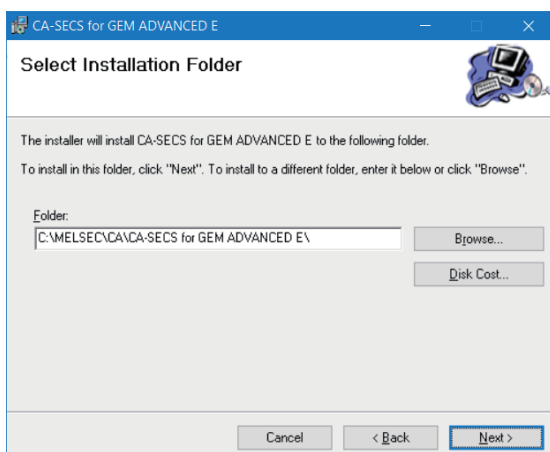 CA-SECS for GEM ADVANCED E
Select Installation Folder
The installer will install CA-SECS for GEM ADVANCED E to the following folder.
To install in this folder, click "Next". To install to a different folder, enter it below or click "Browse".
Folder:
C:\MELSEC\CA\CA-SECS for GEM ADVANCED E\
Browse...
Disk Cost...
Cancel
< Back
Next >